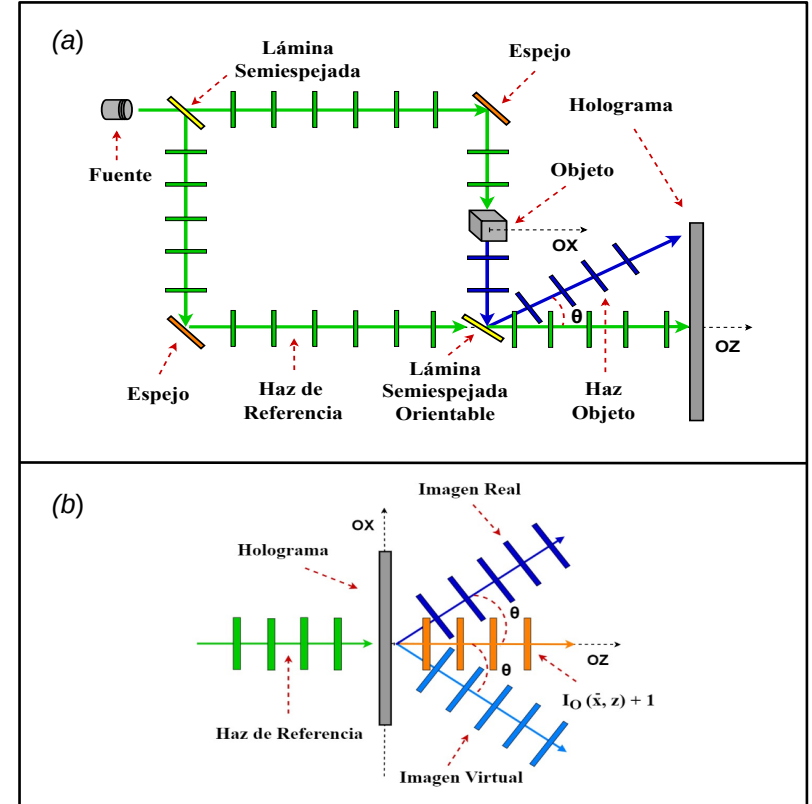 (a)
Lámina
Semiespejada
Espejo
Holograma
Fuente
Objeto
OX
θ
OZ
Espejo
Haz de
Referencia
Lámina
Semiespejada
Orientable
Haz
Objeto
(b)
Imagen Real
OX
Holograma
θ
OZ
θ
I_O (x̄, z) + 1
Haz de Referencia
Imagen Virtual